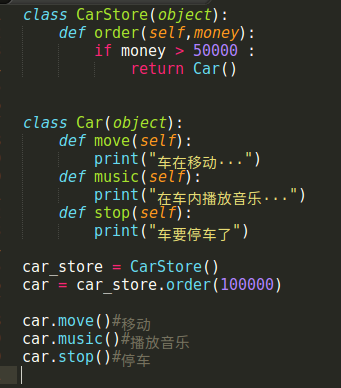 class CarStore(object):
    def order(self,money):
        if money > 50000 :
            return Car()
class Car(object):
    def move(self):
        print("车在移动···")
    def music(self):
        print("在车内播放音乐···")
    def stop(self):
        print("车要停车了")
car_store = CarStore()
car = car_store.order(100000)
car.move()#移动
car.music()#播放音乐
car.stop()#停车